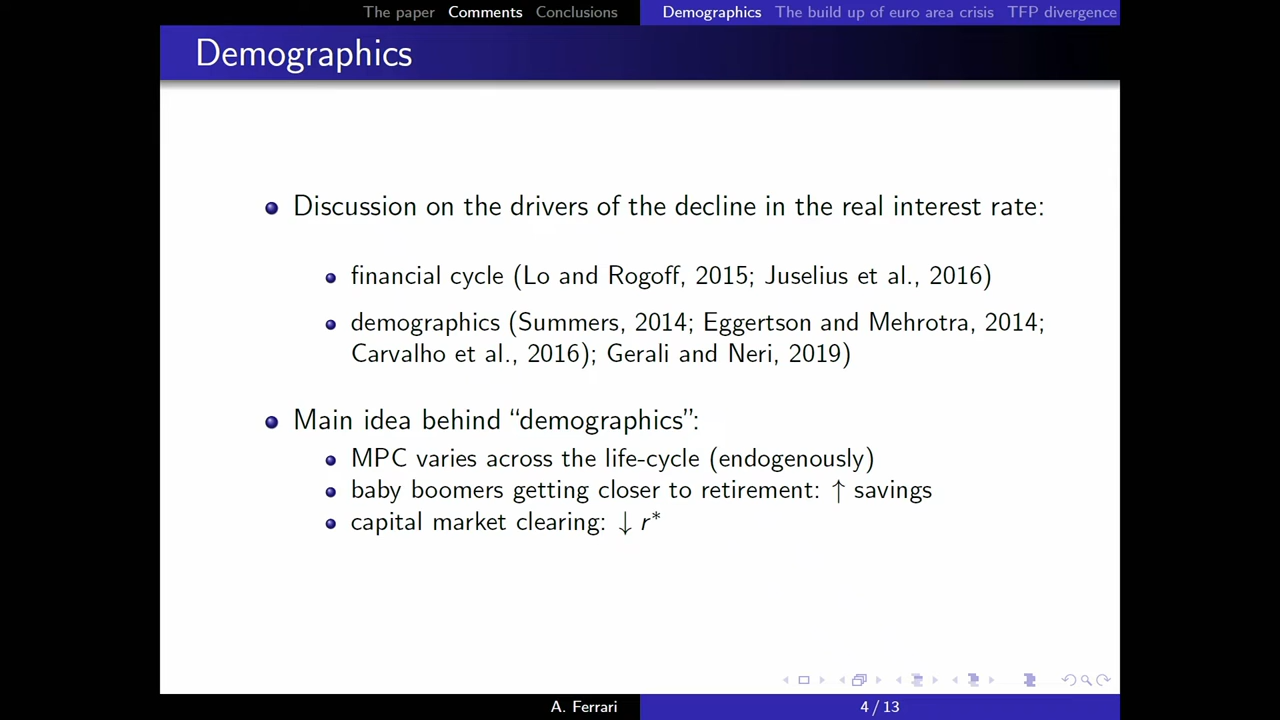 The paper Comments Conclusions
Demographics The build up of euro area crisis TFP divergence
Demographics
Discussion on the drivers of the decline in the real interest rate:
financial cycle (Lo and Rogoff, 2015; Juselius et al., 2016)
demographics (Summers, 2014; Eggertson and Mehrotra, 2014;
Carvalho et al., 2016); Gerali and Neri, 2019)
Main idea behind “demographics”:
MPC varies across the life-cycle (endogenously)
baby boomers getting closer to retirement: ↑ savings
capital market clearing: ↓ r*
A. Ferrari
4 / 13